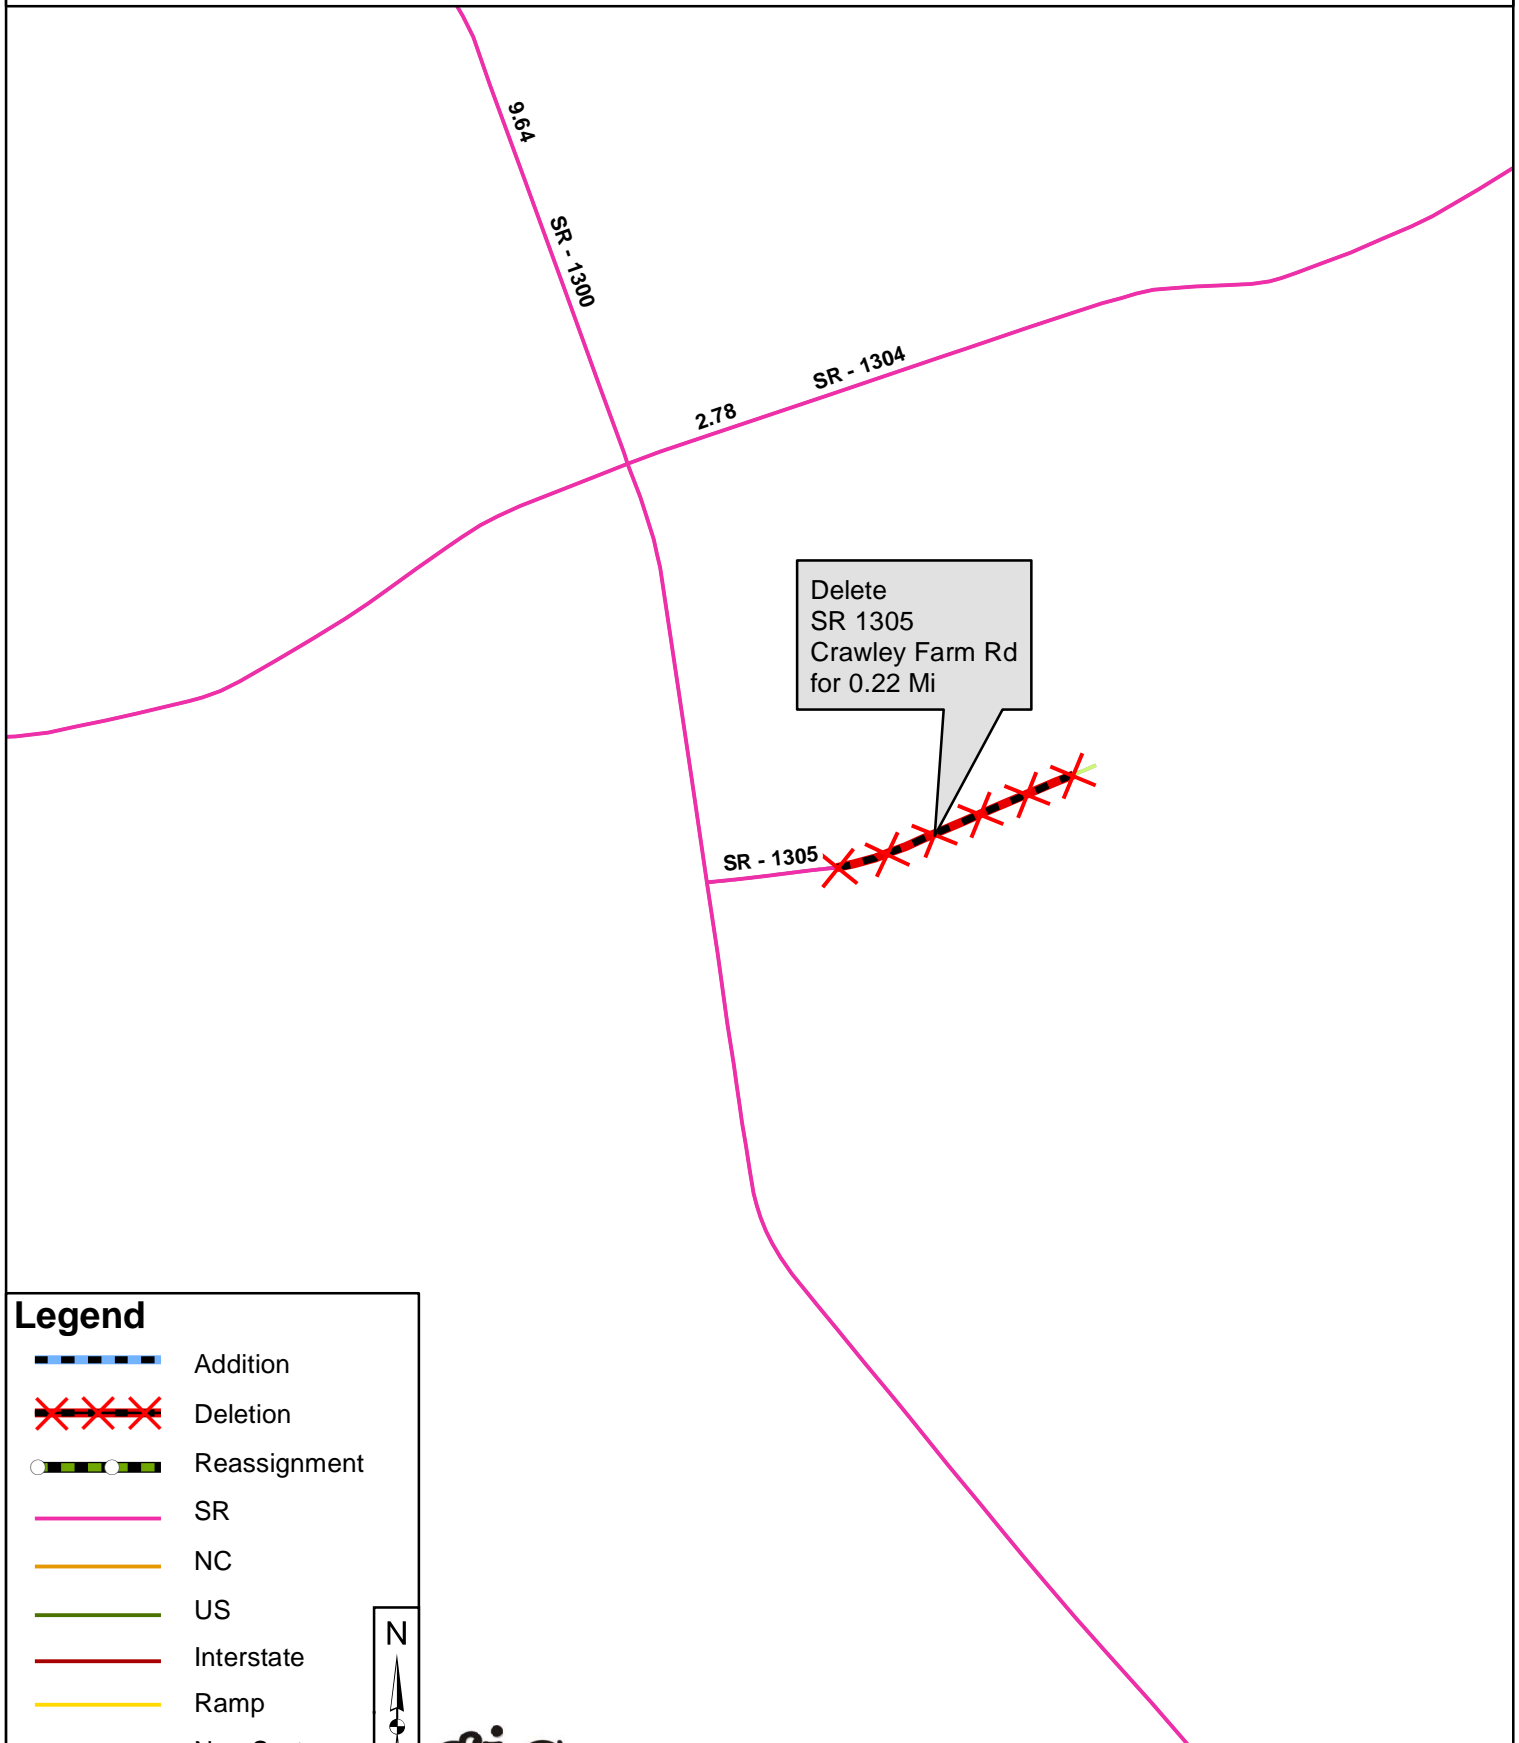 9.64
SR - 1300
SR - 1304
2.78
Delete
SR 1305
Crawley Farm Rd
for 0.22 Mi
SR - 1305
Legend
Addition
Deletion
Reassignment
SR
NC
US
Interstate
Ramp
N